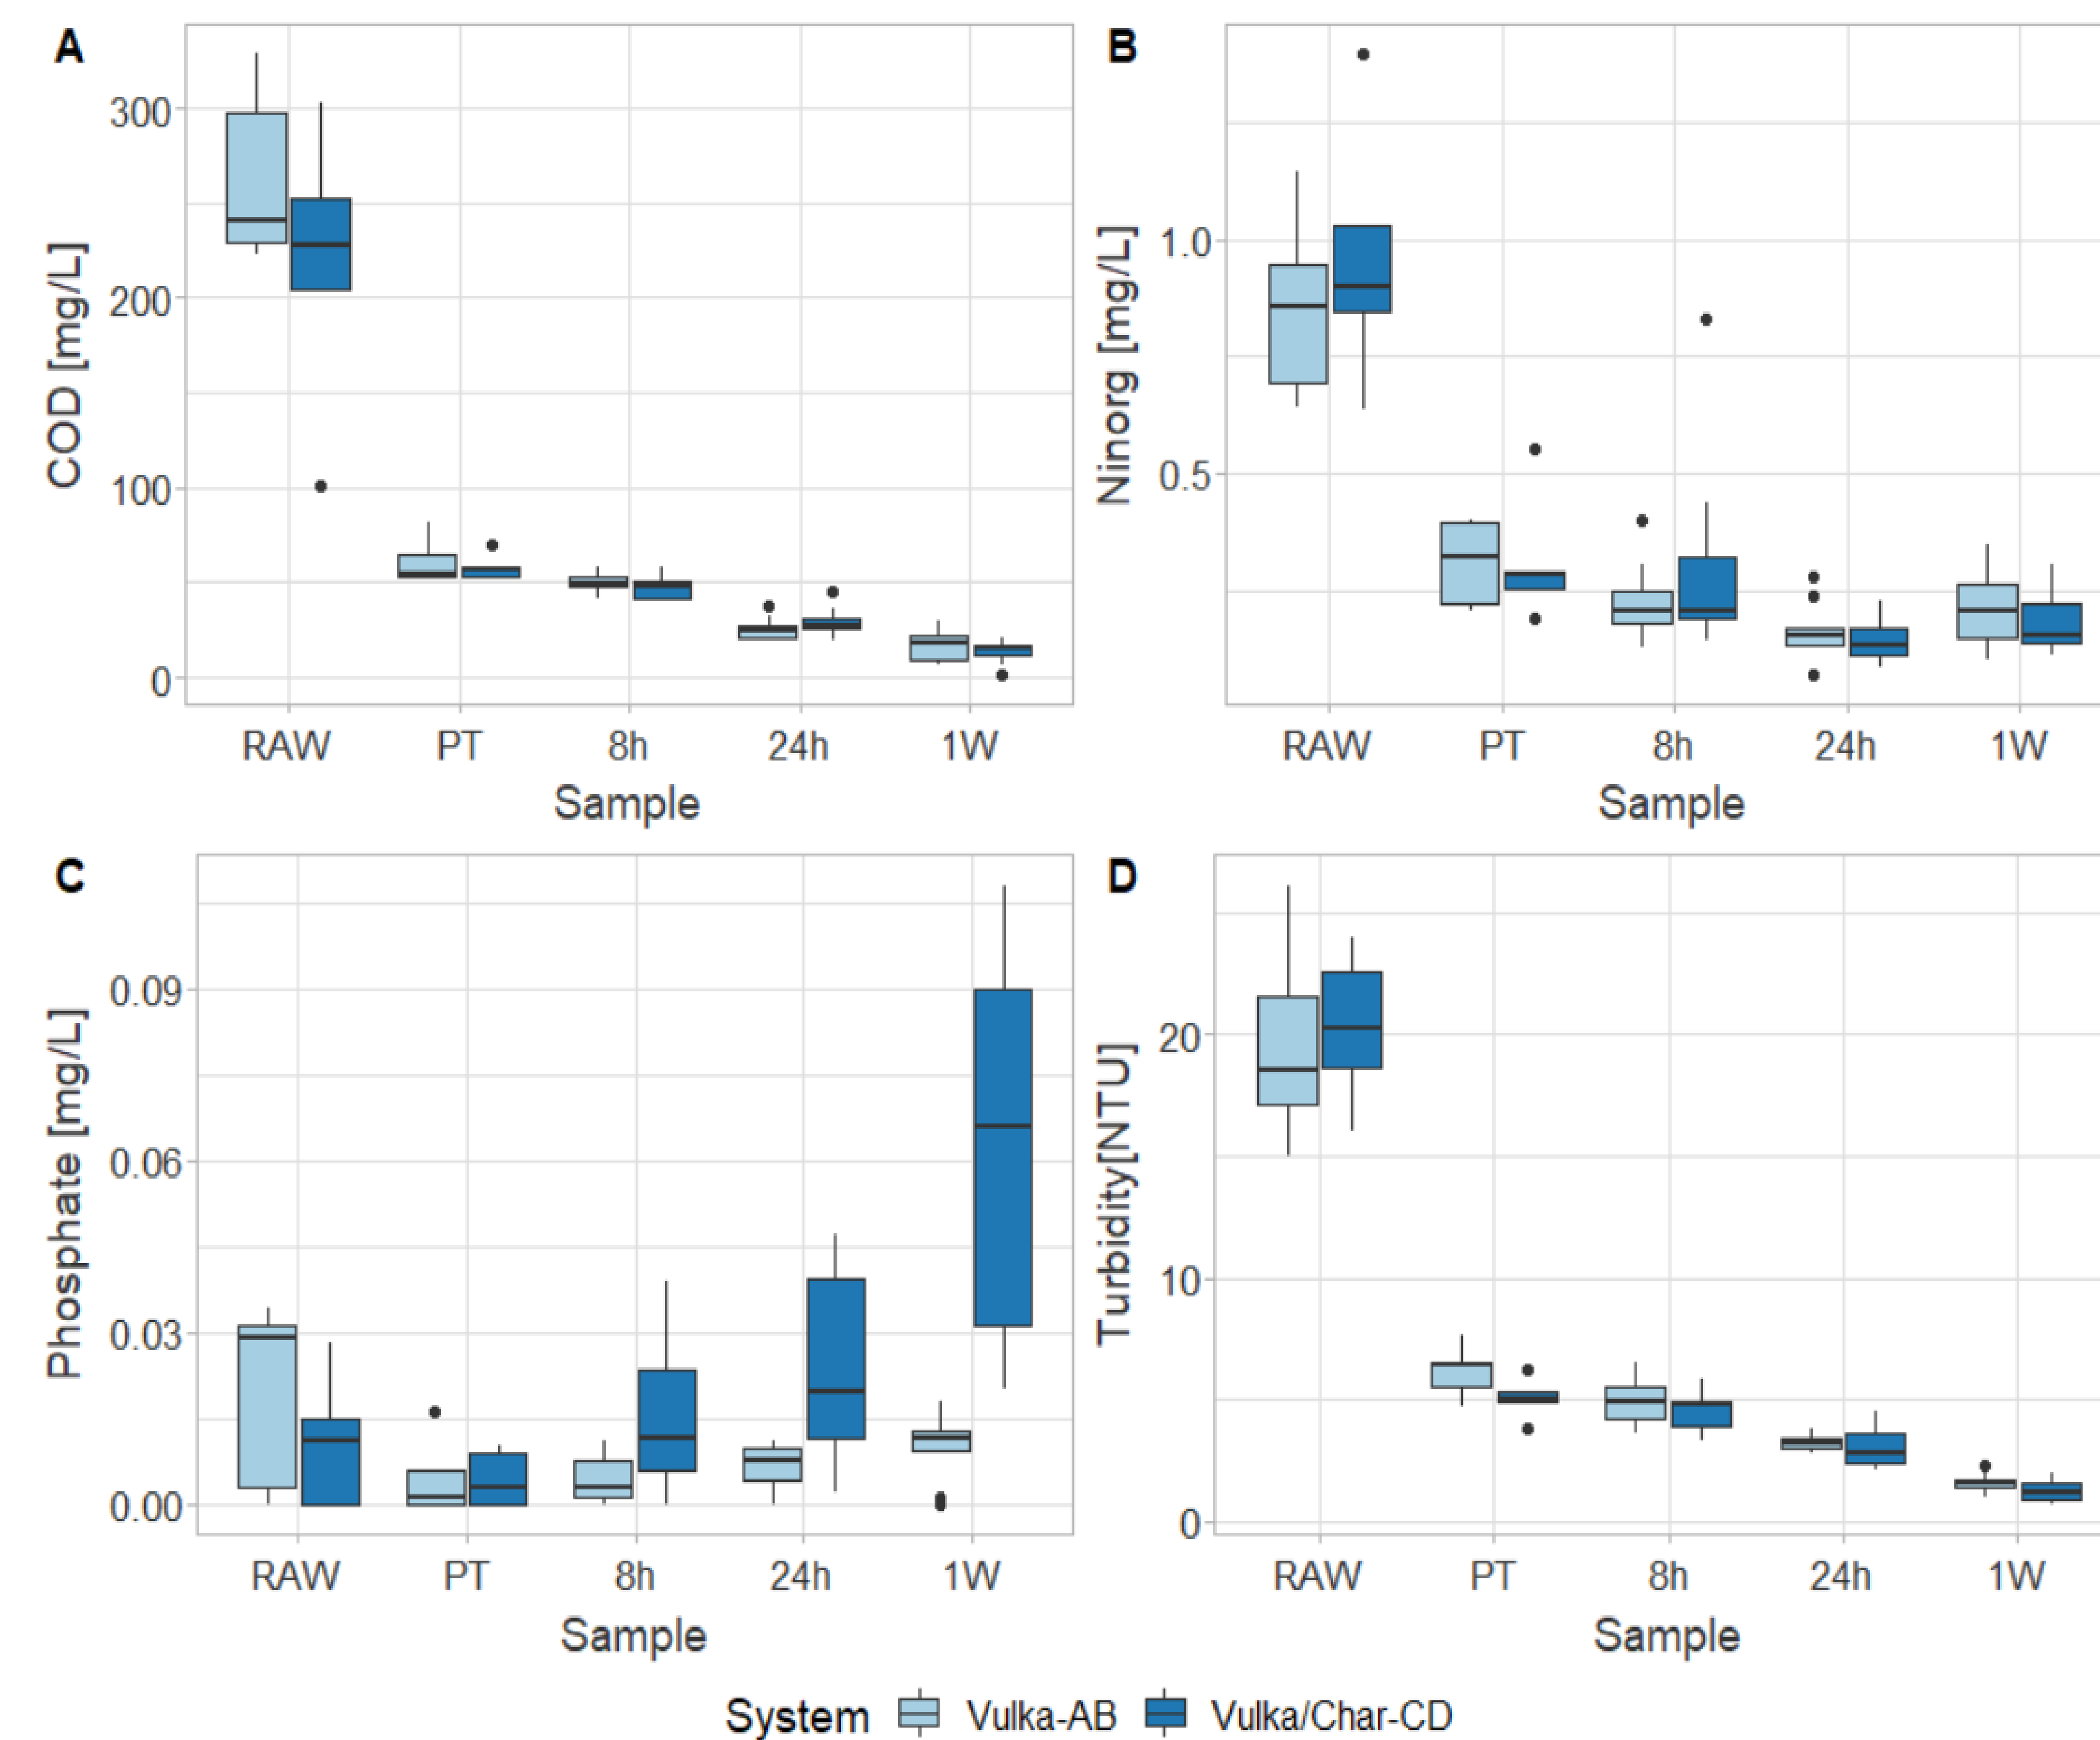 A
COD [mg/L]
300
200
100
0
RAW PT 8h 24h 1W
Sample
B
Ninorg [mg/L]
1.0
0.5
RAW PT 8h 24h 1W
Sample
C
Phosphate [mg/L]
0.09
0.06
0.03
0.00
RAW PT 8h 24h 1W
Sample
D
Turbidity[NTU]
20
10
0
RAW PT 8h 24h 1W
Sample
System Vulka-AB Vulka/Char-CD